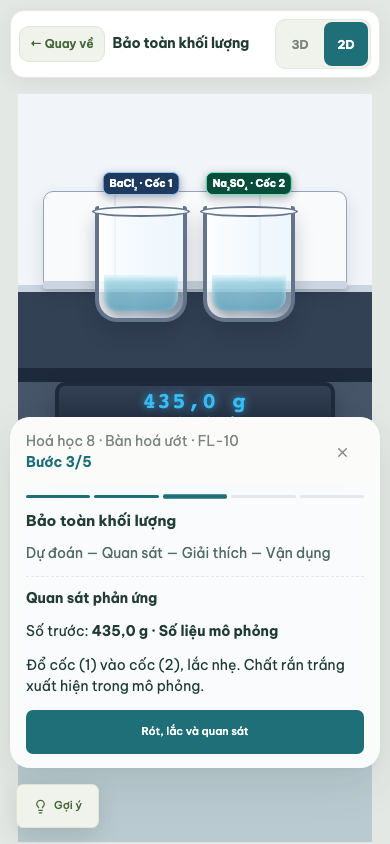 ← Quay về
Bảo toàn khối lượng
3D
2D
BaCl₂ · Cốc 1
Na₂SO₄ · Cốc 2
435,0 g
Hoá học 8 · Bàn hoá ướt · FL-10
Bước 3/5
×
Bảo toàn khối lượng
Dự đoán — Quan sát — Giải thích — Vận dụng
Quan sát phản ứng
Số trước: 435,0 g · Số liệu mô phỏng
Đổ cốc (1) vào cốc (2), lắc nhẹ. Chất rắn trắng
xuất hiện trong mô phỏng.
Rót, lắc và quan sát
Gợi ý